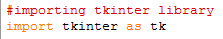 #importing tkinter library
import tkinter as tk